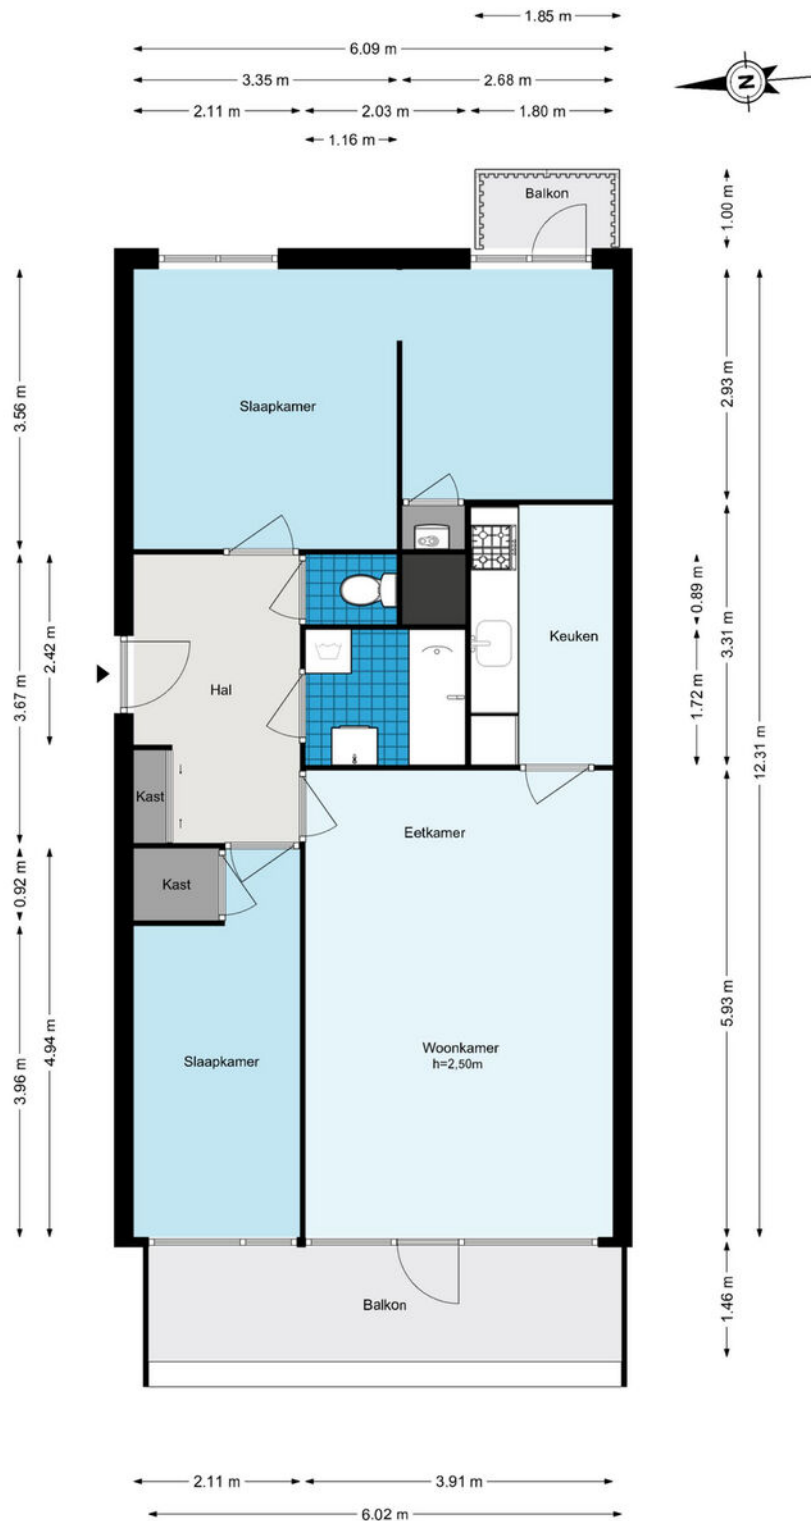 1.85 m
6.09 m
3.35 m
2.68 m
2.11 m
2.03 m
1.80 m
1.16 m
N
Balkon
1.00 m
3.56 m
Slaapkamer
2.93 m
12.31 m
3.67 m
2.42 m
Hal
Keuken
0.89 m
3.31 m
1.72 m
Kast
Eetkamer
0.92 m
Kast
4.94 m
3.96 m
Slaapkamer
Woonkamer
h=2,50m
5.93 m
Balkon
1.46 m
2.11 m
3.91 m
6.02 m